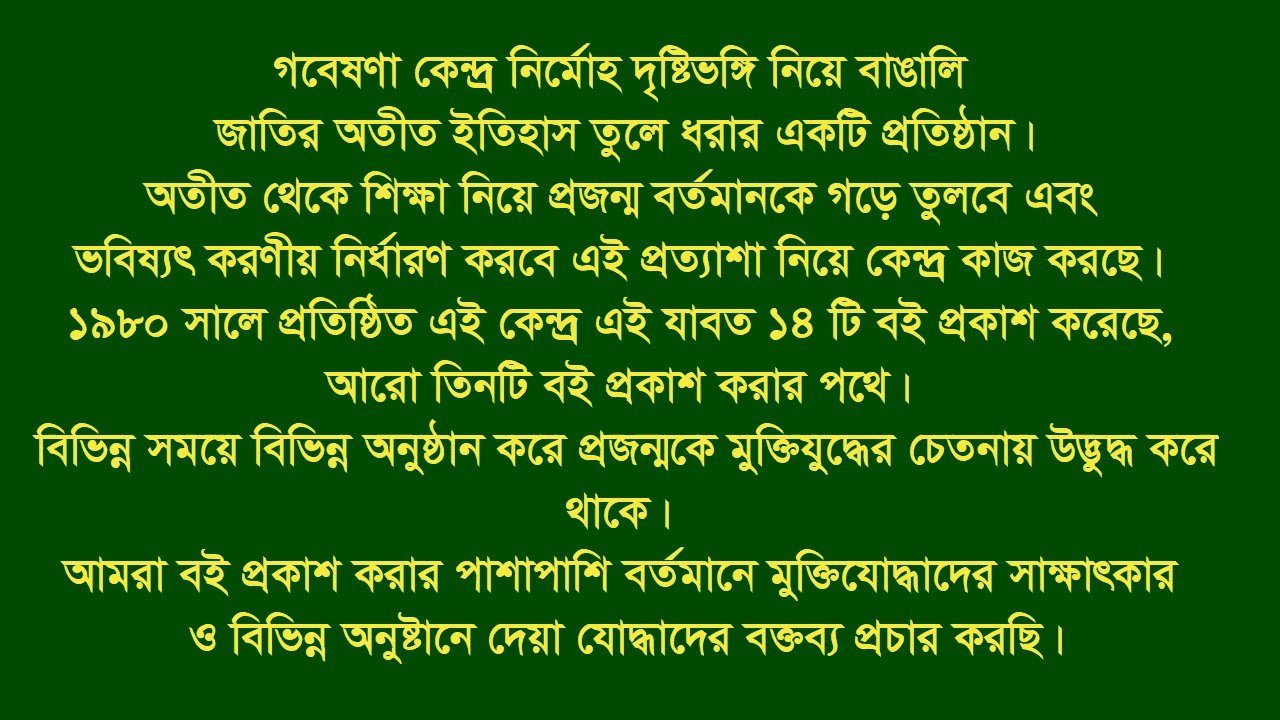 গবেষণা কেন্দ্র নির্মোহ দৃষ্টিভঙ্গি নিয়ে বাঙালি
জাতির অতীত ইতিহাস তুলে ধরার একটি প্রতিষ্ঠান।
অতীত থেকে শিক্ষা নিয়ে প্রজন্ম বর্তমানকে গড়ে তুলবে এবং
ভবিষ্যৎ করণীয় নির্ধারণ করবে এই প্রত্যাশা নিয়ে কেন্দ্র কাজ করছে।
১৯৮০ সালে প্রতিষ্ঠিত এই কেন্দ্র এই যাবত ১৪ টি বই প্রকাশ করেছে,
আরো তিনটি বই প্রকাশ করার পথে।
বিভিন্ন সময়ে বিভিন্ন অনুষ্ঠান করে প্রজন্মকে মুক্তিযুদ্ধের চেতনায় উদ্ভুদ্ধ করে
থাকে।
আমরা বই প্রকাশ করার পাশাপাশি বর্তমানে মুক্তিযোদ্ধাদের সাক্ষাৎকার
ও বিভিন্ন অনুষ্টানে দেয়া যোদ্ধাদের বক্তব্য প্রচার করছি।